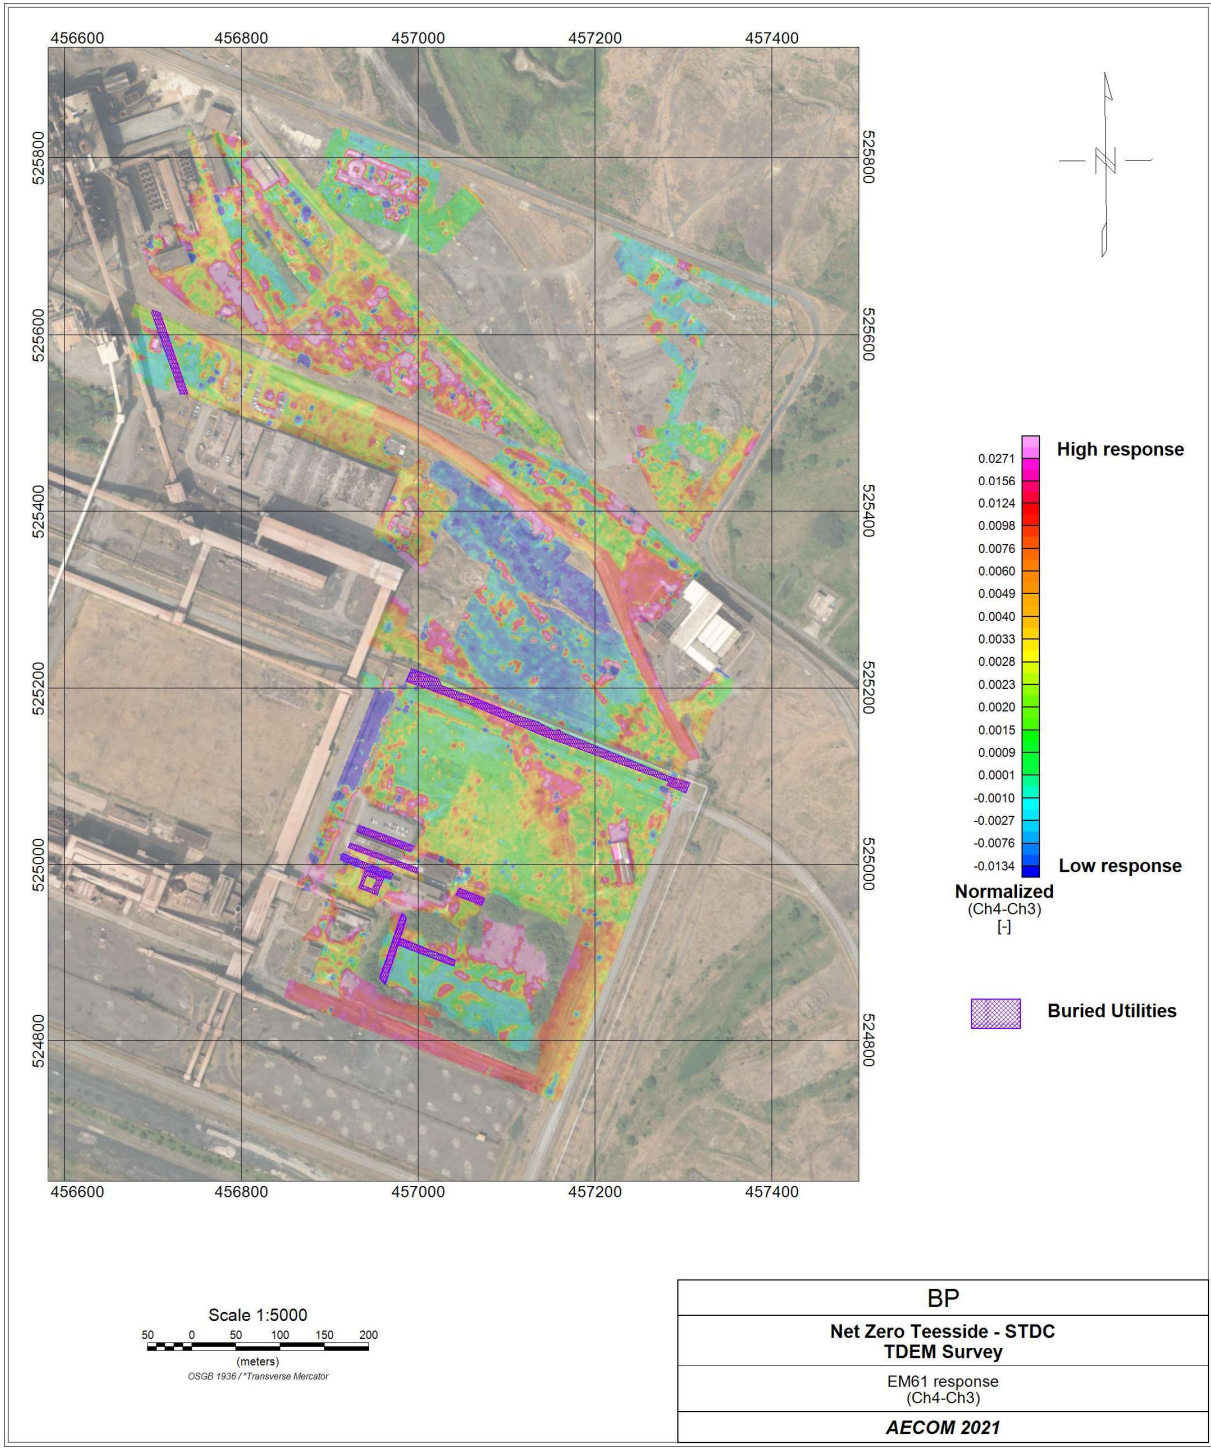 456600 456800 457000 457200 457400
525800 525800
525600 525600
525400 525400
525200 525200
525000 525000
524800 524800
456600 456800 457000 457200 457400
N
High response
0.0271
0.0156
0.0124
0.0098
0.0076
0.0060
0.0049
0.0040
0.0033
0.0028
0.0023
0.0020
0.0015
0.0009
0.0001
-0.0010
-0.0027
-0.0076
-0.0134
Low response
Normalized
(Ch4-Ch3)
[-]
Buried Utilities
Scale 1:5000
50 0 50 100 150 200
(meters)
OSGB 1936 / *Transverse Mercator
BP
Net Zero Teesside - STDC
TDEM Survey
EM61 response
(Ch4-Ch3)
AECOM 2021